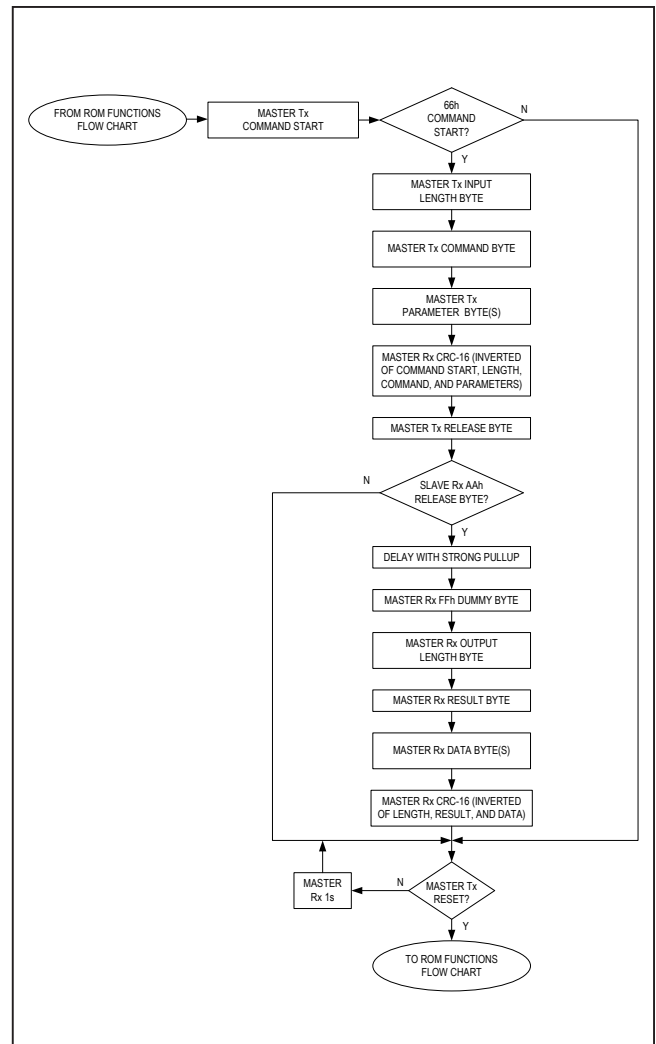 FROM ROM FUNCTIONS
FLOW CHART
MASTER Tx
COMMAND START
66h
COMMAND
START?
N
Y
MASTER Tx INPUT
LENGTH BYTE
MASTER Tx COMMAND BYTE
MASTER Tx
PARAMETER BYTE(S)
MASTER Rx CRC-16 (INVERTED
OF COMMAND START, LENGTH,
COMMAND, AND PARAMETERS)
MASTER Tx RELEASE BYTE
N
SLAVE Rx AAh
RELEASE BYTE?
Y
DELAY WITH STRONG PULLUP
MASTER Rx FFh DUMMY BYTE
MASTER Rx OUTPUT
LENGTH BYTE
MASTER Rx RESULT BYTE
MASTER Rx DATA BYTE(S)
MASTER Rx CRC-16 (INVERTED
OF LENGTH, RESULT, AND DATA)
MASTER
Rx 1s
N
MASTER Tx
RESET?
Y
TO ROM FUNCTIONS
FLOW CHART